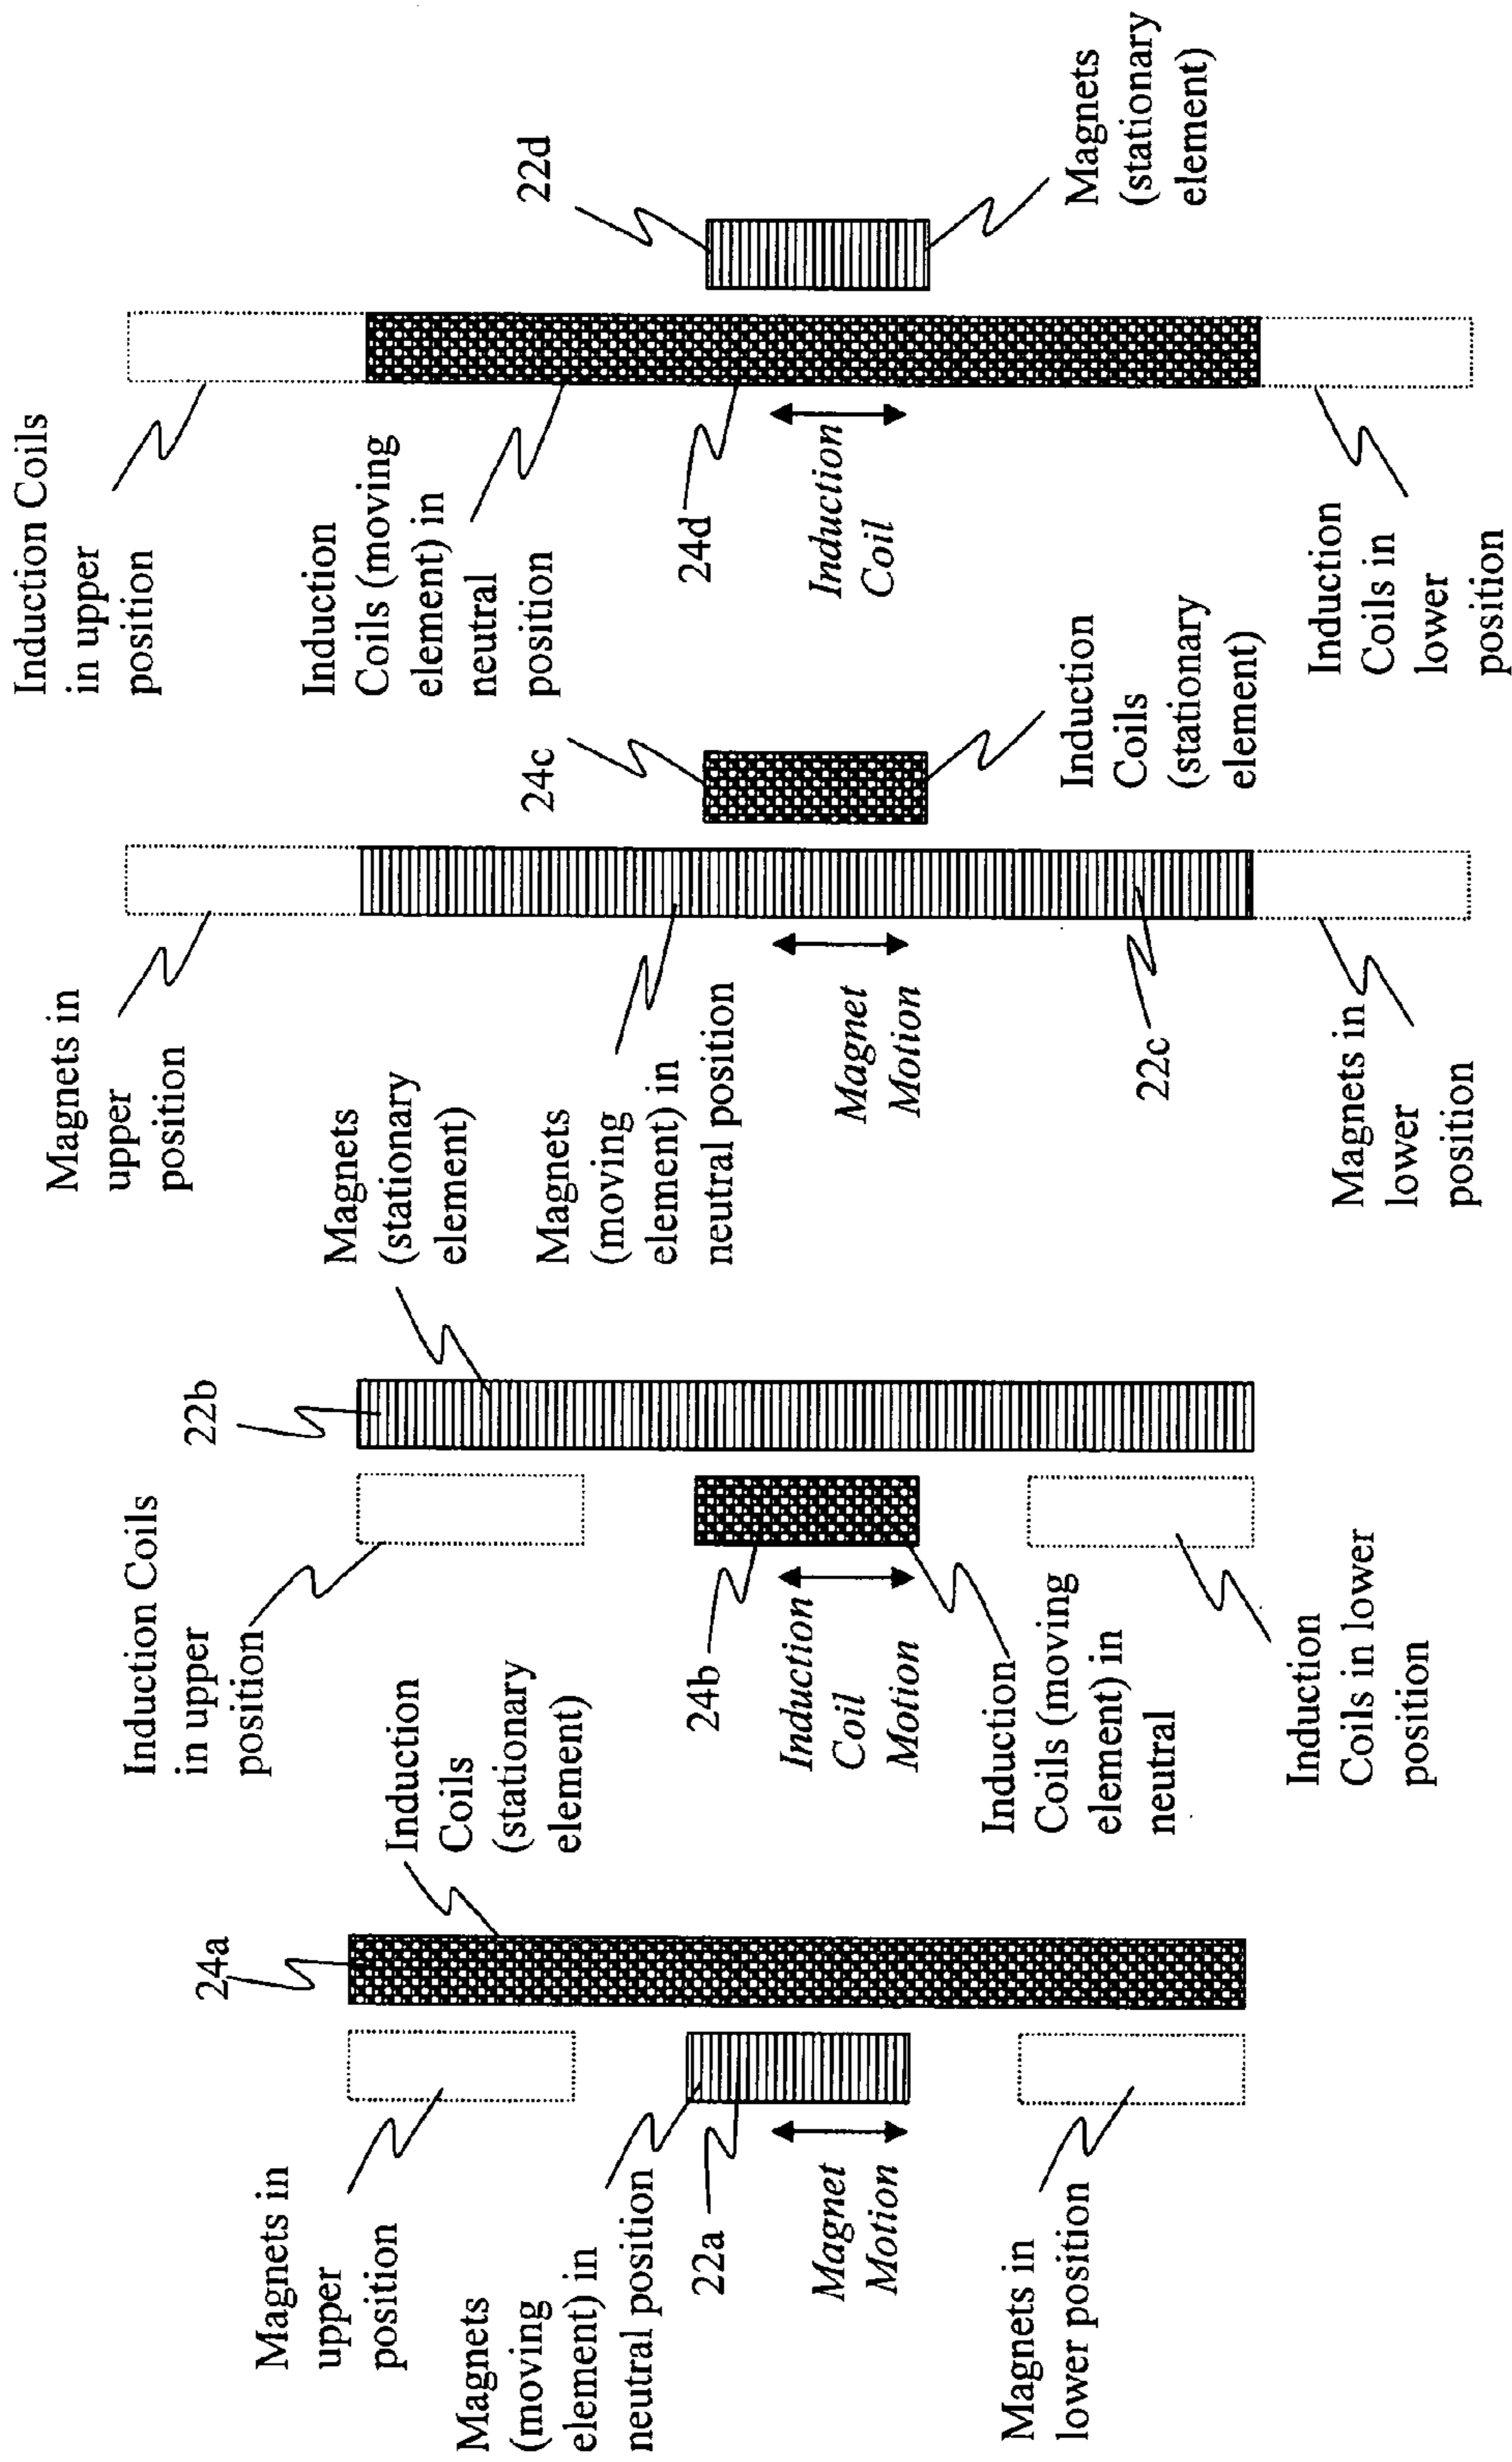 24a
Magnets in
upper
position
Induction
Coils
(stationary
element)
Magnets
(moving
element) in
neutral position
22a
Magnet
Motion
Magnets in
lower position
22b
Induction Coils
in upper
position
Magnets
(stationary
element)
24b
Induction
Coil
Motion
Induction
Coils (moving
element) in
neutral
Induction
Coils in lower
position
Magnets in
upper
position
24c
Magnets
(moving
element) in
neutral position
Magnet
Motion
Induction
Coils
(stationary
element)
22c
Magnets in
lower
position
Induction Coils
in upper
position
22d
Induction
Coils (moving
element) in
neutral
position
24d
Induction
Coil
Magnets
(stationary
element)
Induction
Coils in
lower
position